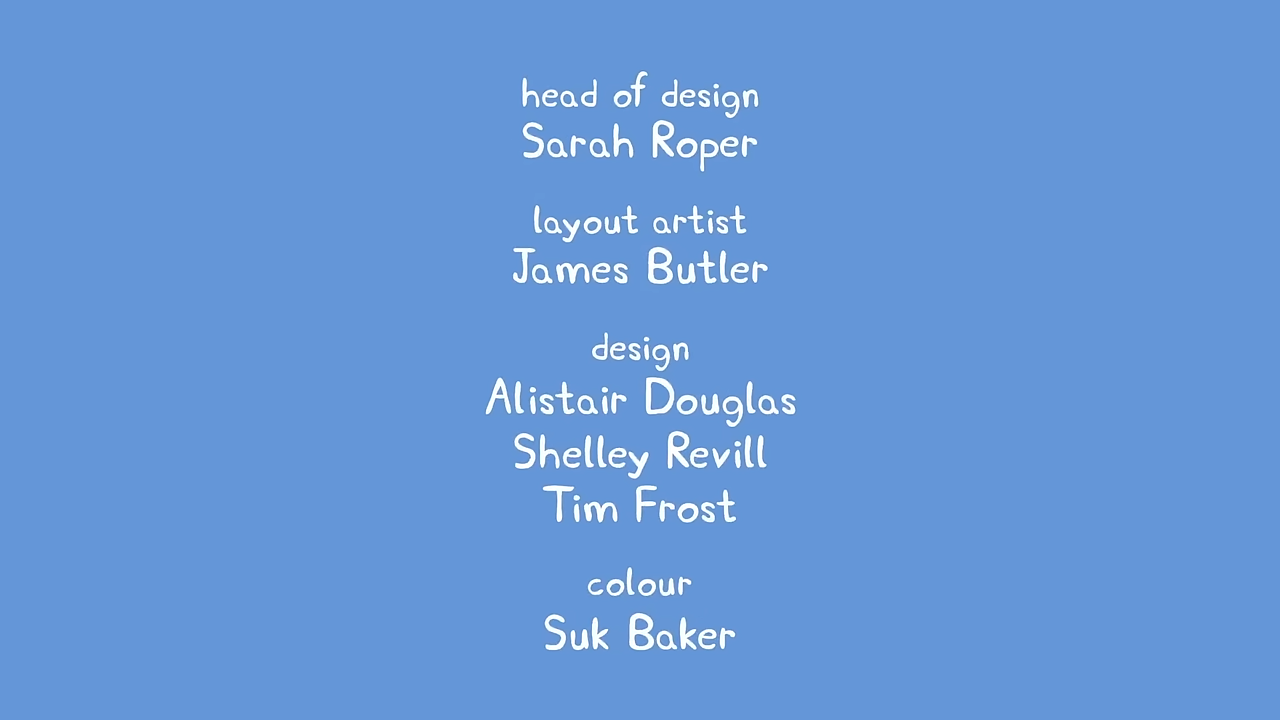 head of design
Sarah Roper
layout artist
James Butler
design
Alistair Douglas
Shelley Revill
Tim Frost
colour
Suk Baker